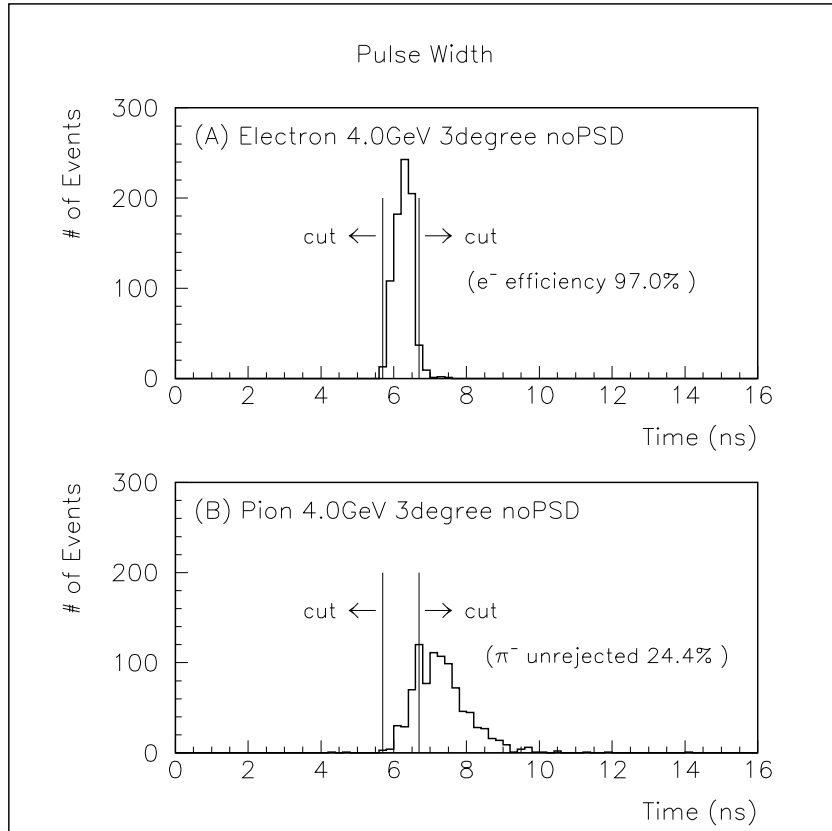 Pulse Width
# of Events
300
200
100
0
(A) Electron 4.0GeV 3degree noPSD
cut ← → cut
(e⁻ efficiency 97.0% )
0 2 4 6 8 10 12 14 16
Time (ns)
# of Events
300
200
100
0
(B) Pion 4.0GeV 3degree noPSD
cut ← → cut
(π⁻ unrejected 24.4% )
0 2 4 6 8 10 12 14 16
Time (ns)